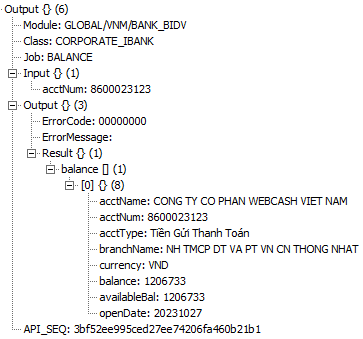 Output {} (6)
Module: GLOBAL/VNM/BANK_BIDV
Class: CORPORATE_IBANK
Job: BALANCE
Input {} (1)
acctNum: 8600023123
Output {} (3)
ErrorCode: 00000000
ErrorMessage:
Result {} (1)
balance [] (1)
[0] {} (8)
acctName: CONG TY CO PHAN WEBCASH VIET NAM
acctNum: 8600023123
acctType: Tiền Gửi Thanh Toán
branchName: NH TMCP DT VA PT VN CN THONG NHAT
currency: VND
balance: 1206733
availableBal: 1206733
openDate: 20231027
API_SEQ: 3bf52ee995ced27ee74206fa460b21b1